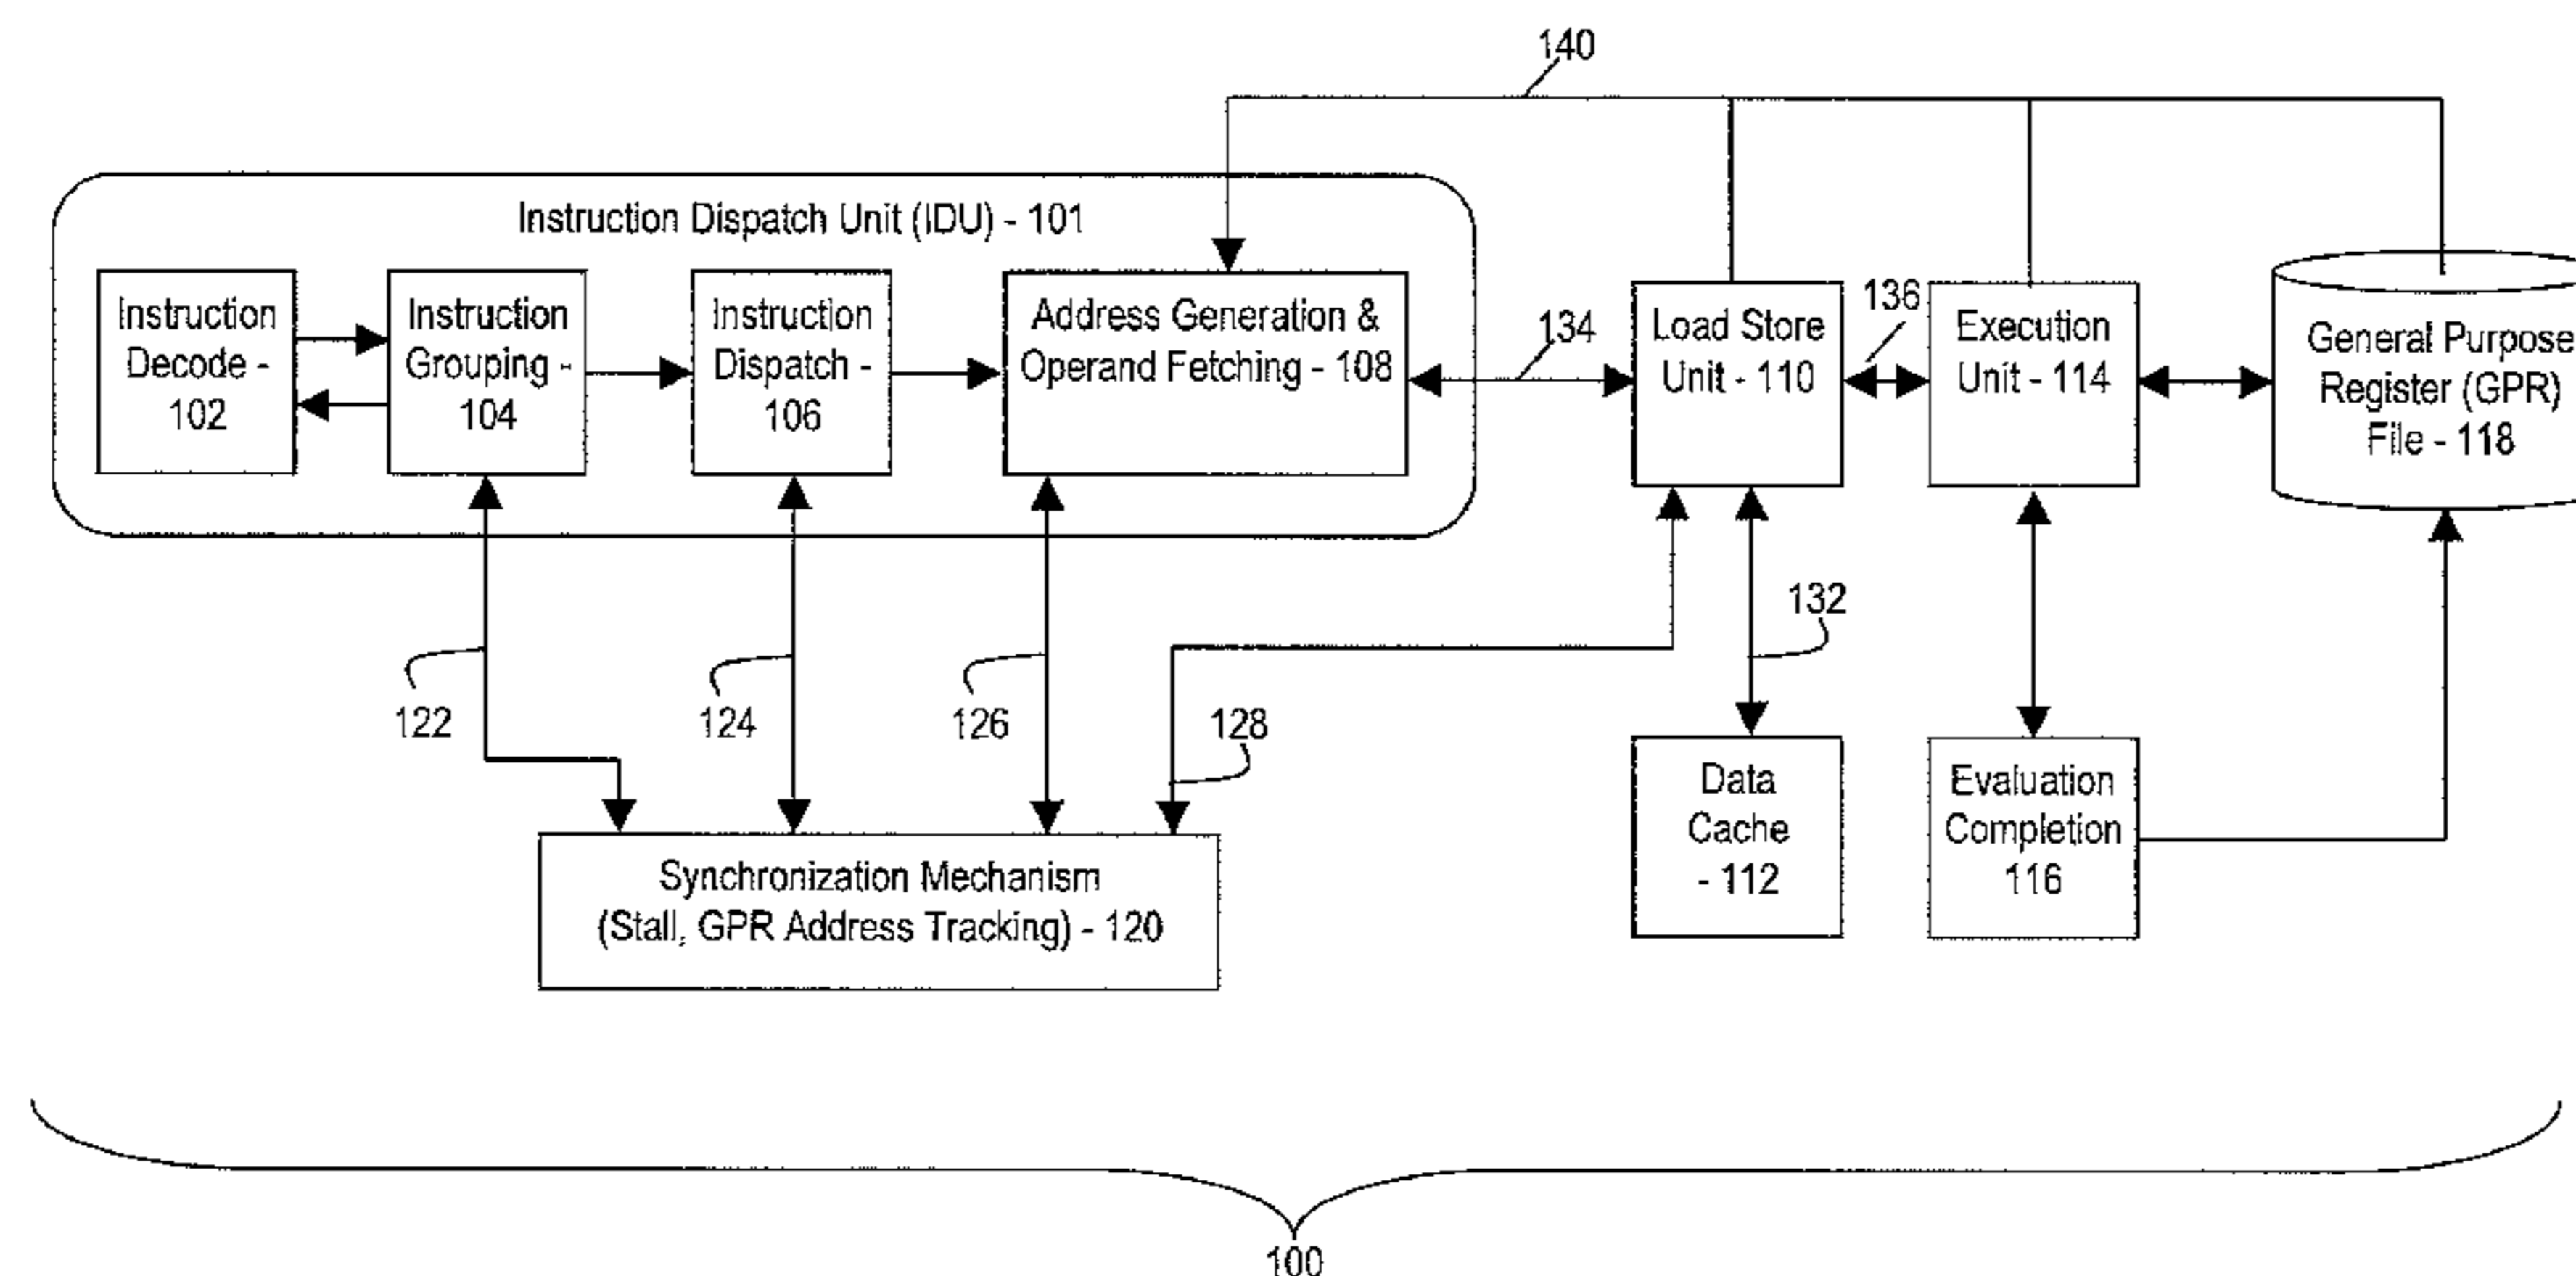 140
Instruction Dispatch Unit (IDU) - 101
Instruction
Decode -
102
Instruction
Grouping -
104
Instruction
Dispatch -
106
Address Generation &
Operand Fetching - 108
134
Load Store
Unit - 110
136
Execution
Unit - 114
General Purpose
Register (GPR)
File - 118
122
124
126
128
132
Synchronization Mechanism
(Stall, GPR Address Tracking) - 120
Data
Cache
- 112
Evaluation
Completion
116
100